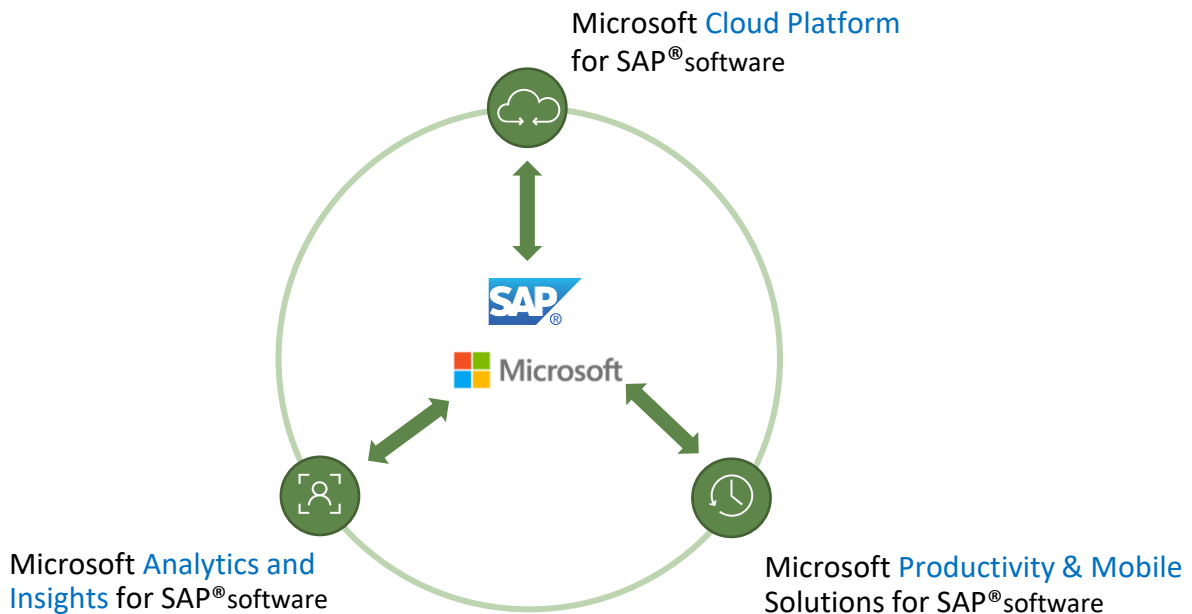 Microsoft Cloud Platform
for SAP®software
SAP®
Microsoft
Microsoft Analytics and
Insights for SAP®software
Microsoft Productivity & Mobile
Solutions for SAP®software